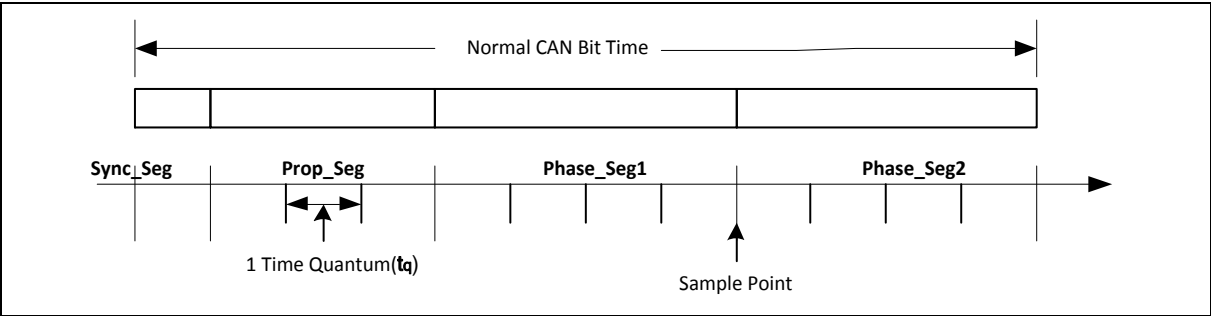 Normal CAN Bit Time
Sync_Seg Prop_Seg Phase_Seg1 Phase_Seg2
1 Time Quantum(tq)
Sample Point